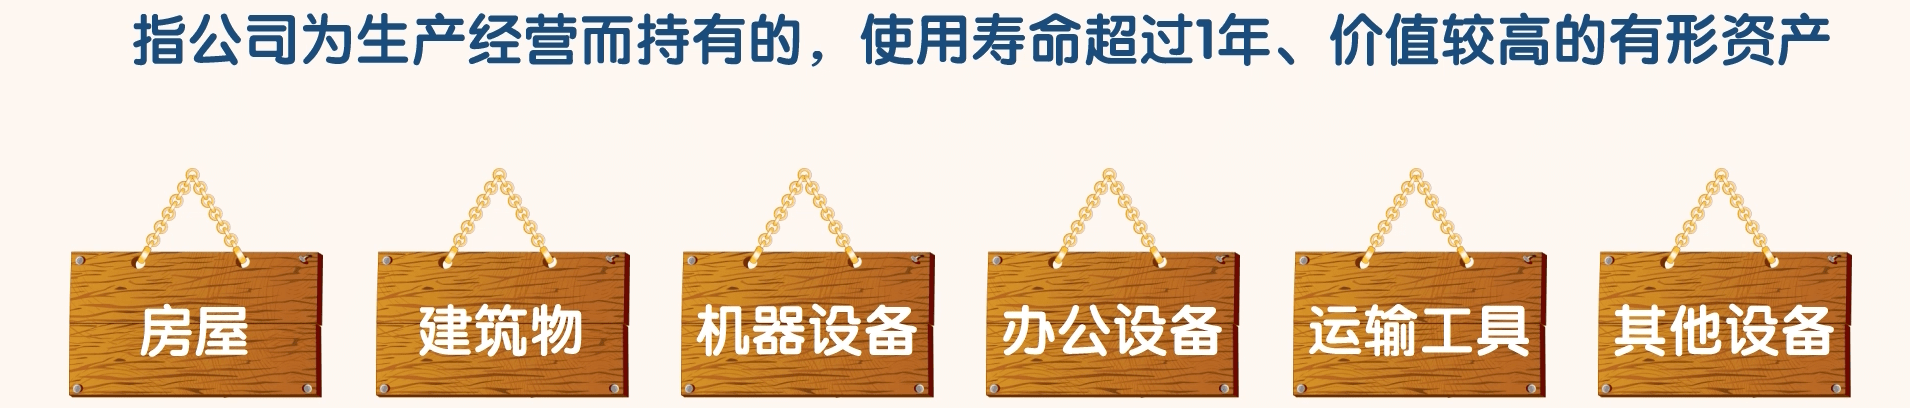 指公司为生产经营而持有的，使用寿命超过1年、价值较高的有形资产
房屋
建筑物
机器设备
办公设备
运输工具
其他设备